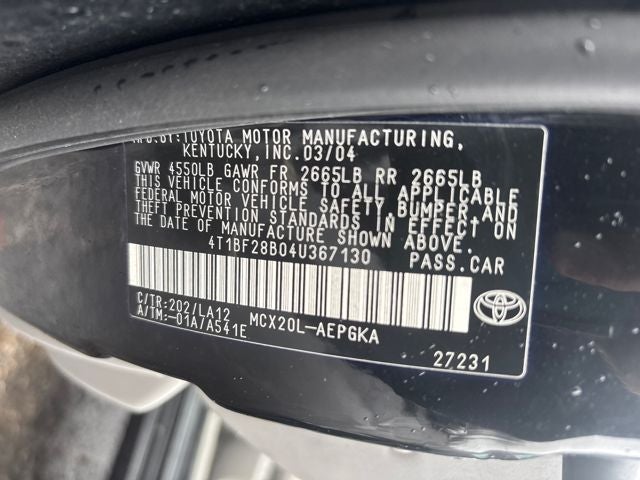 MFD.BY:TOYOTA MOTOR MANUFACTURING,
KENTUCKY, INC. 03/04
GVWR 4550LB GAWR FR 2665LB RR 2665LB
THIS VEHICLE CONFORMS TO ALL APPLICABLE
FEDERAL MOTOR VEHICLE SAFETY, BUMPER, AND
THEFT PREVENTION STANDARDS IN EFFECT ON
THE DATE OF MANUFACTURE SHOWN ABOVE.
4T1BF28B04U367130 PASS.CAR
C/TR:202/LA12
A/TM:-01A/A541E
MCX20L-AEPGKA
27231